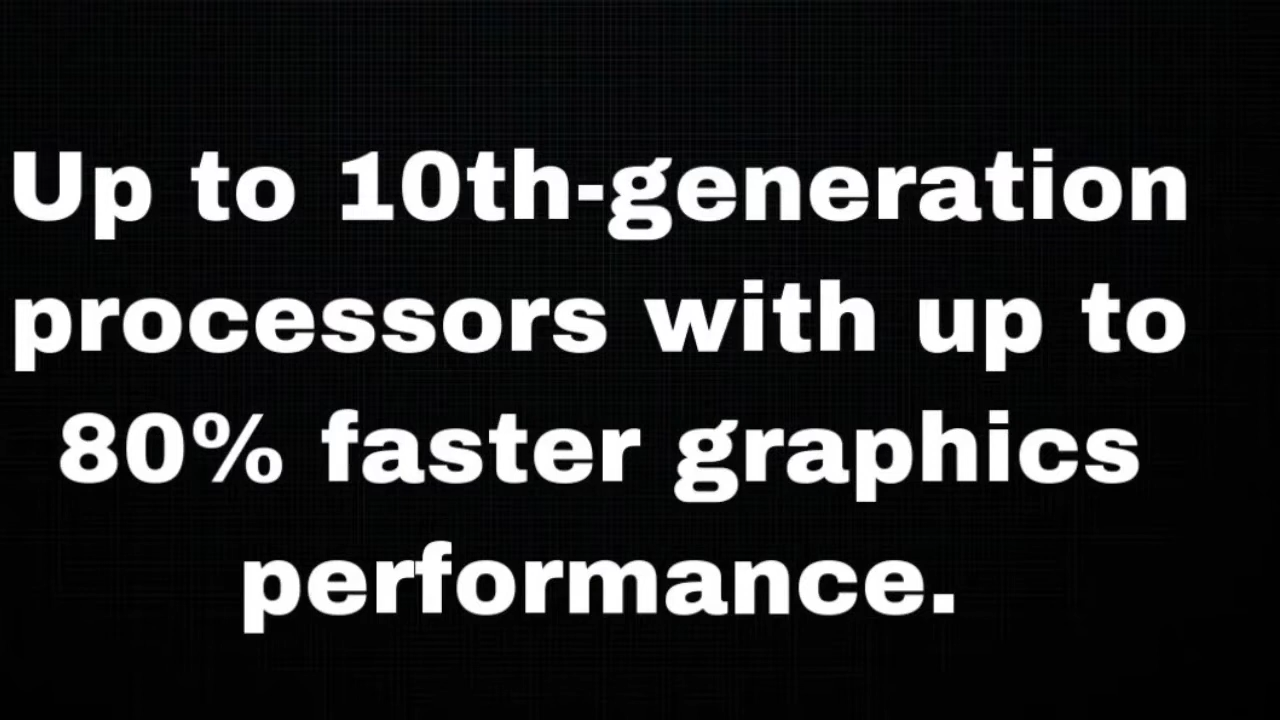 Up to 10th-generation
processors with up to
80% faster graphics
performance.